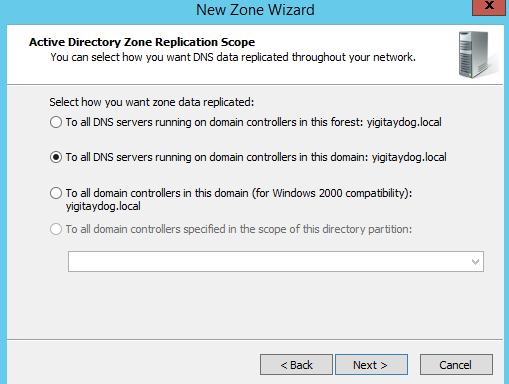 New Zone Wizard
X
Active Directory Zone Replication Scope
You can select how you want DNS data replicated throughout your network.
Select how you want zone data replicated:
To all DNS servers running on domain controllers in this forest: yigitaydog.local
To all DNS servers running on domain controllers in this domain: yigitaydog.local
To all domain controllers in this domain (for Windows 2000 compatibility):
yigitaydog.local
To all domain controllers specified in the scope of this directory partition:
< Back
Next >
Cancel